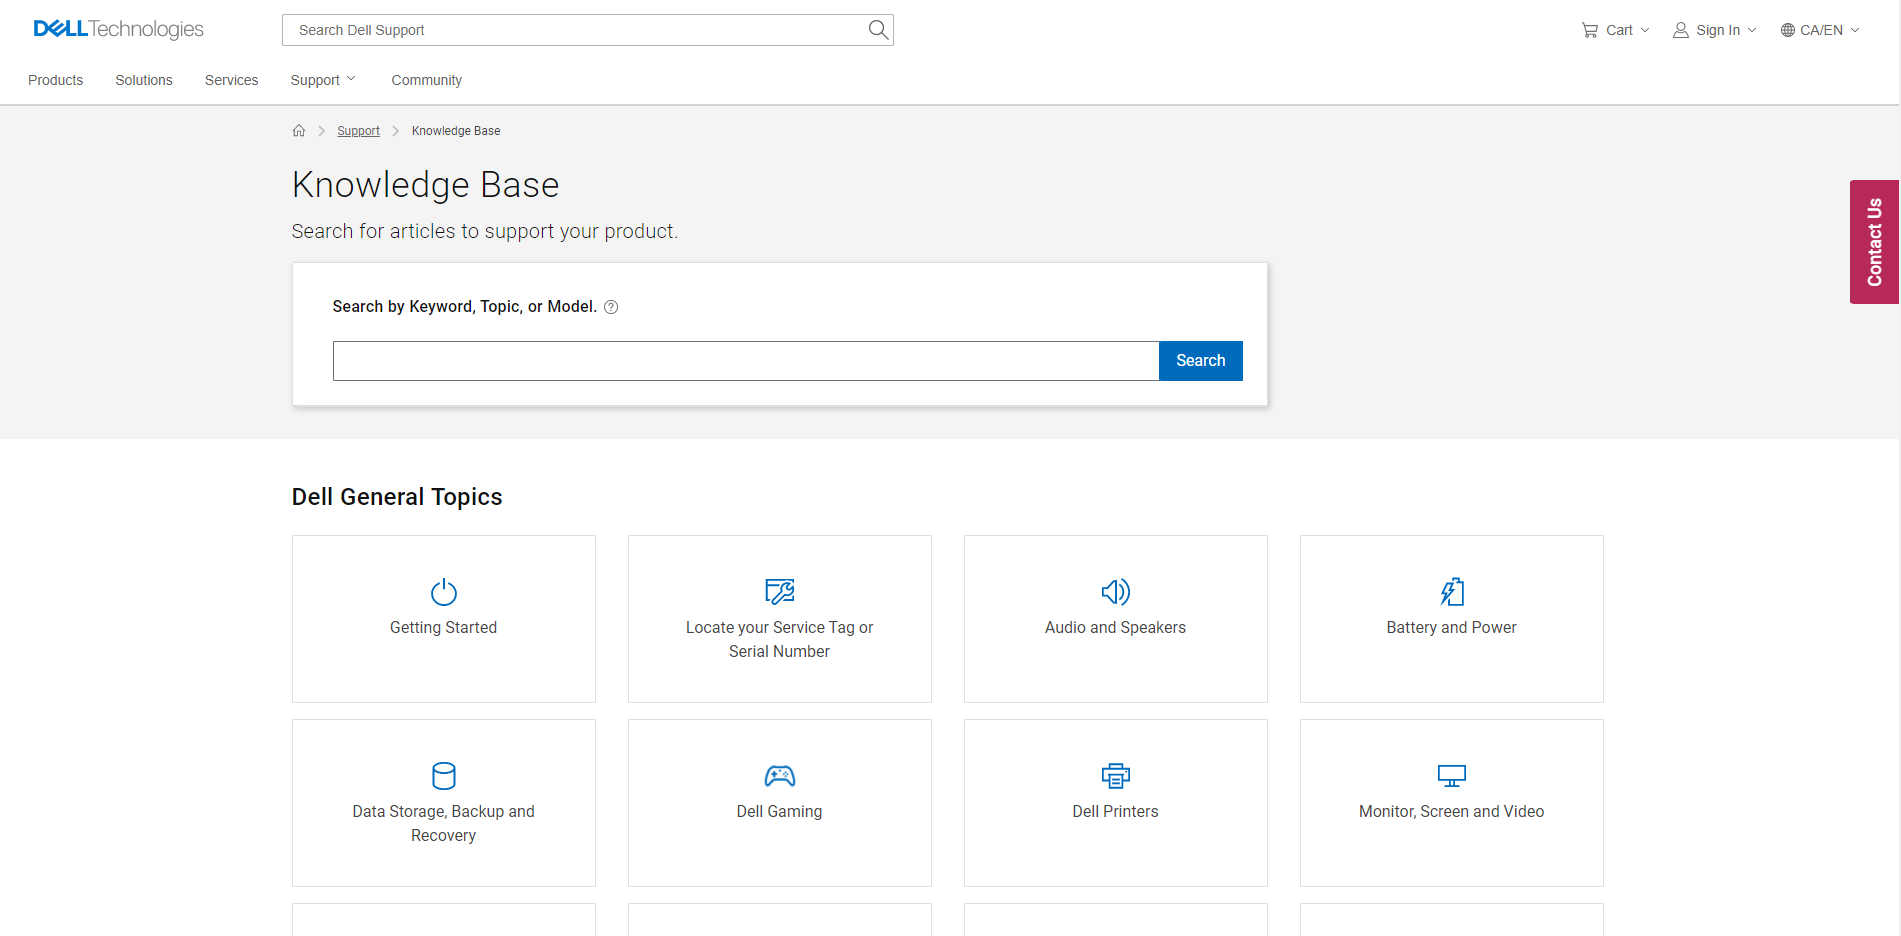 DELL Technologies
Search Dell Support
Cart
Sign In
CA/EN
Products
Solutions
Services
Support
Community
Support
Knowledge Base
Knowledge Base
Search for articles to support your product.
Contact Us
Search by Keyword, Topic, or Model. ?
Search
Dell General Topics
Getting Started
Locate your Service Tag or
Serial Number
Audio and Speakers
Battery and Power
Data Storage, Backup and
Recovery
Dell Gaming
Dell Printers
Monitor, Screen and Video